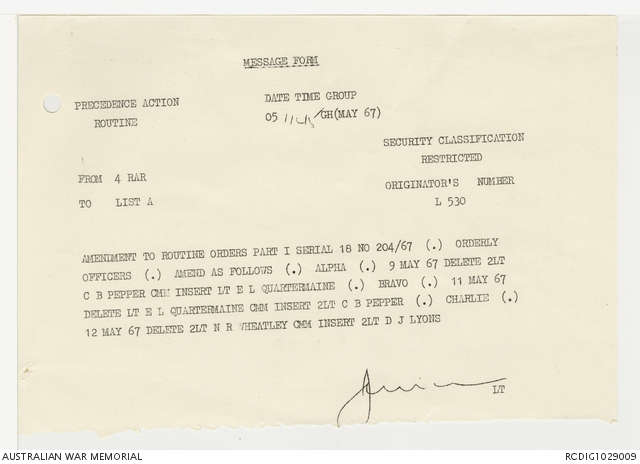 MESSAGE FORM
PRECEDENCE ACTION
ROUTINE
DATE TIME GROUP
05 /GH(MAY 67)
SECURITY CLASSIFICATION
RESTRICTED
FROM 4 RAR
TO LIST A
ORIGINATOR'S NUMBER
L 530
AMENDMENT TO ROUTINE ORDERS PART I SERIAL 18 NO 204/67 (.) ORDERLY
OFFICERS (.) AMEND AS FOLLOWS (.) ALPHA (.) 9 MAY 67 DELETE 2LT
C B PEPPER CMM INSERT LT E L QUARTERMAINE (.) BRAVO (.) 11 MAY 67
DELETE LT E L QUARTERMAINE CMM INSERT 2LT C B PEPPER (.) CHARLIE (.)
12 MAY 67 DELETE 2LT N R WHEATLEY CMM INSERT 2LT D J LYONS
LT
AUSTRALIAN WAR MEMORIAL
RCDIG1029009